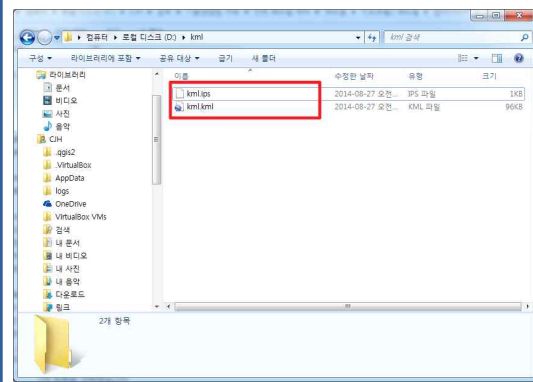 컴퓨터 ▸ 로컬 디스크 (D:) ▸ kml
kml 검색
구성 ▼ 라이브러리에 포함 ▼ 공유 대상 ▼ 굽기 새 폴더
이름 수정한 날짜 유형 크기
kml.ips 2014-08-27 오전... IPS 파일 1KB
kml.kml 2014-08-27 오전... KML 파일 96KB
라이브러리
문서
비디오
사진
음악
CJH
.qgis2
.VirtualBox
AppData
logs
OneDrive
VirtualBox VMs
검색
내 문서
내 비디오
내 사진
내 음악
다운로드
링크
2개 항목